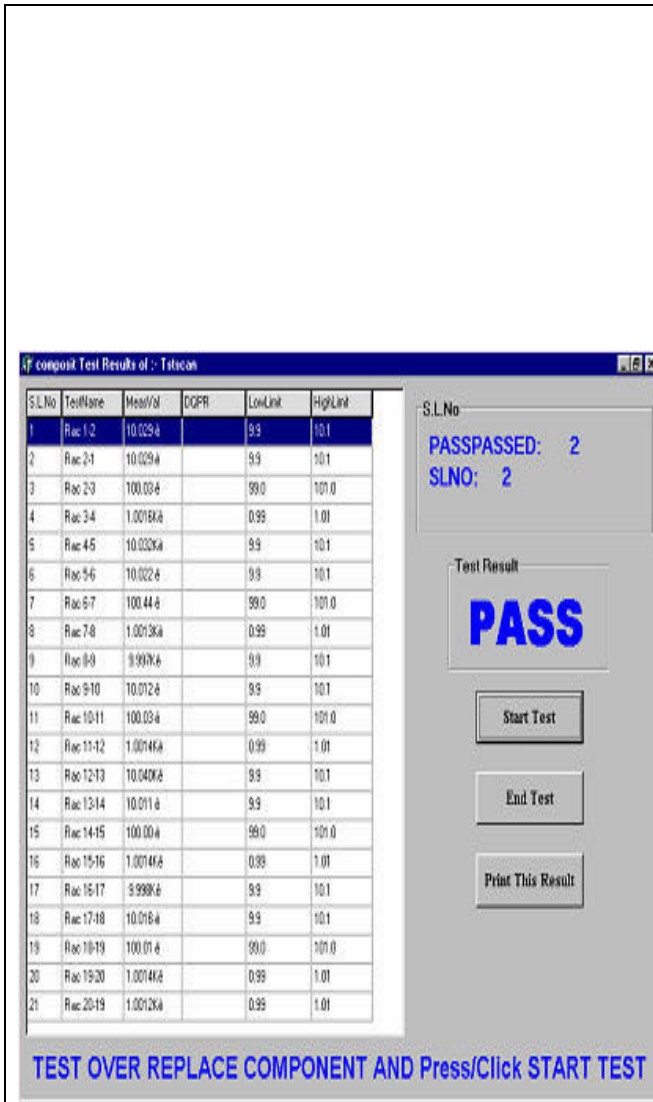 composit Test Results of :- Tstscan
S.L.No TestName MeasVal DQPR LowLimit HighLimit
1 Rac 1-2 10.029 è 9.9 10.1
2 Rac 2-1 10.029 è 9.9 10.1
3 Rac 2-3 100.03 è 99.0 101.0
4 Rac 3-4 1.0016Kè 0.99 1.01
5 Rac 4-5 10.032Kè 9.9 10.1
6 Rac 5-6 10.022 è 9.9 10.1
7 Rac 6-7 100.44 è 99.0 101.0
8 Rac 7-8 1.0013Kè 0.99 1.01
9 Rac 8-9 9.997Kè 9.9 10.1
10 Rac 9-10 10.012 è 9.9 10.1
11 Rac 10-11 100.03 è 99.0 101.0
12 Rac 11-12 1.0014Kè 0.99 1.01
13 Rac 12-13 10.040Kè 9.9 10.1
14 Rac 13-14 10.011 è 9.9 10.1
15 Rac 14-15 100.00 è 99.0 101.0
16 Rac 15-16 1.0014Kè 0.99 1.01
17 Rac 16-17 9.998Kè 9.9 10.1
18 Rac 17-18 10.016 è 9.9 10.1
19 Rac 18-19 100.01 è 99.0 101.0
20 Rac 19-20 1.0014Kè 0.99 1.01
21 Rac 20-19 1.0012Kè 0.99 1.01
S.L.No
PASSPASSED: 2
SLNO: 2
Test Result
PASS
Start Test
End Test
Print This Result
TEST OVER REPLACE COMPONENT AND Press/Click START TEST